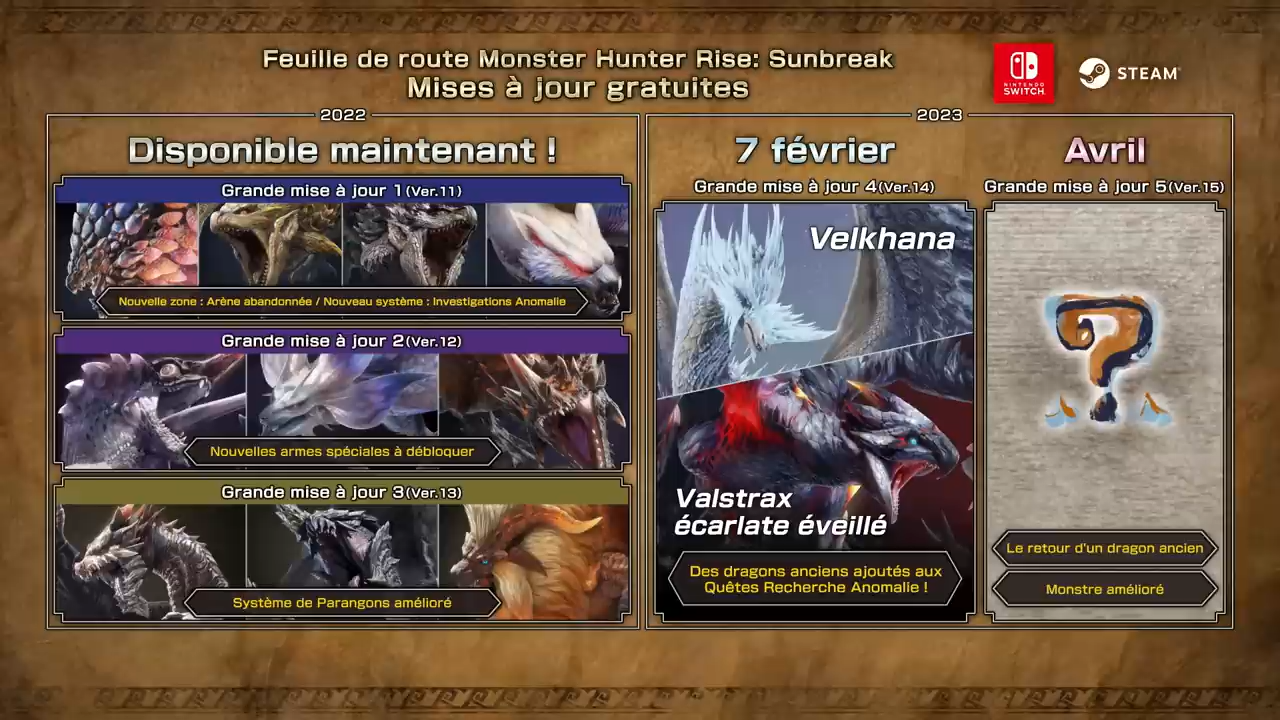 Feuille de route Monster Hunter Rise: Sunbreak
Mises à jour gratuites
NINTENDO
SWITCH
STEAM
2022
Disponible maintenant !
Grande mise à jour 1(Ver.11)
Nouvelle zone : Arène abandonnée / Nouveau système : Investigations Anomalie
Grande mise à jour 2(Ver.12)
Nouvelles armes spéciales à débloquer
Grande mise à jour 3(Ver.13)
Système de Parangons amélioré
2023
7 février
Grande mise à jour 4(Ver.14)
Velkhana
Valstrax
écarlate éveillé
Des dragons anciens ajoutés aux
Quêtes Recherche Anomalie !
Avril
Grande mise à jour 5(Ver.15)
?
Le retour d'un dragon ancien
Monstre amélioré